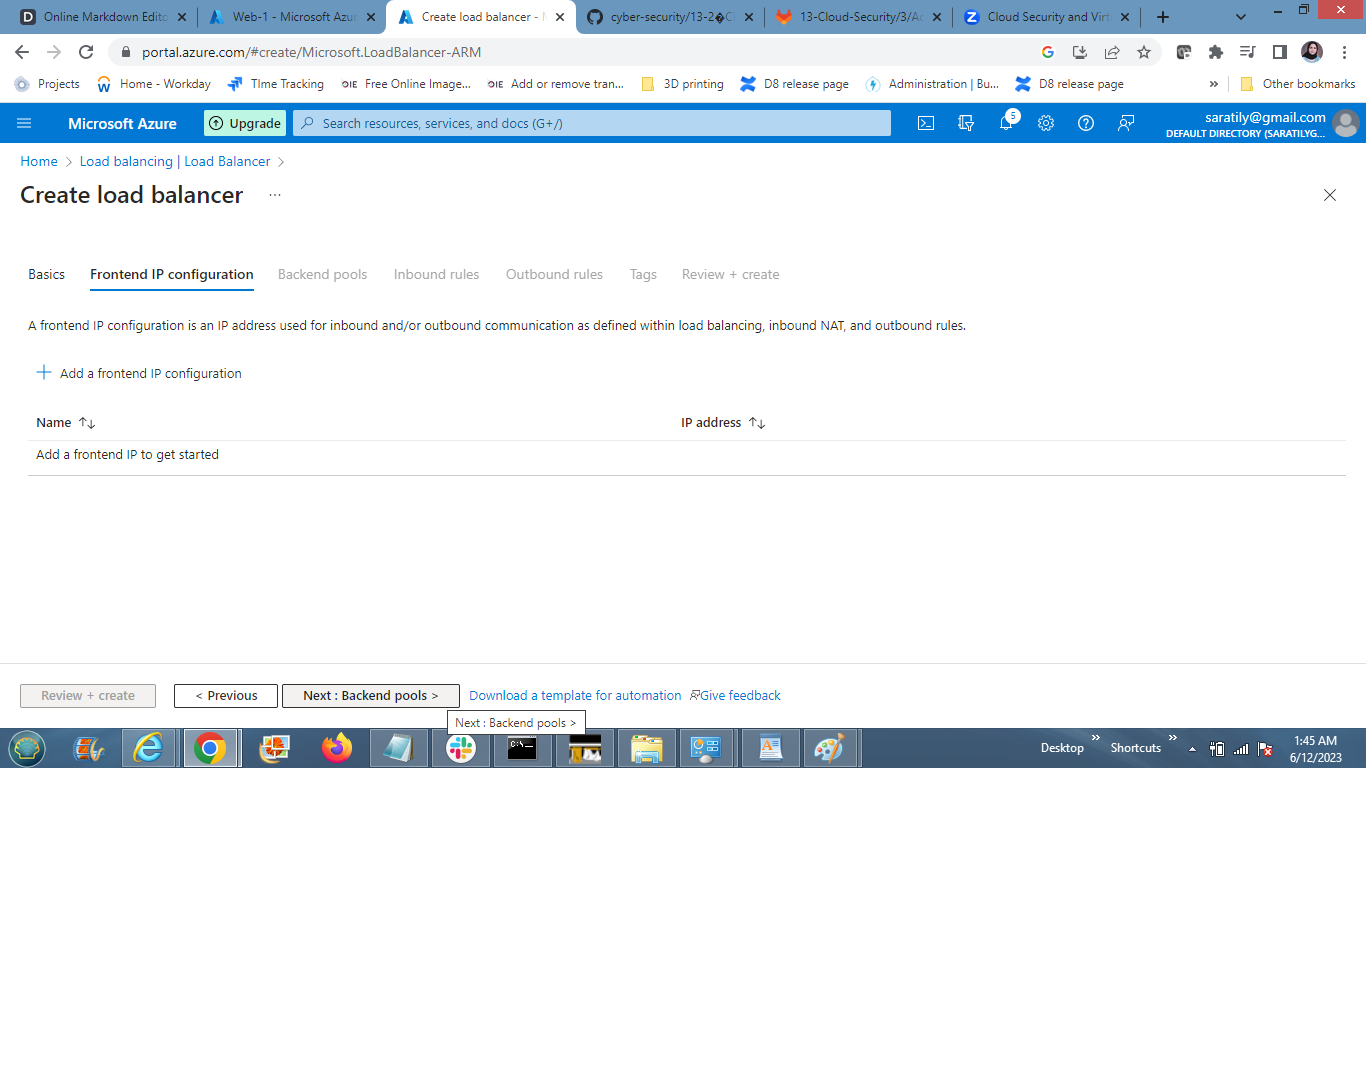 Online Markdown Edito
Web-1 - Microsoft Azur
Create load balancer - M
cyber-security/13-2�Cl
13-Cloud-Security/3/Ac
Cloud Security and Virt
portal.azure.com/#create/Microsoft.LoadBalancer-ARM
Projects
Home - Workday
TIme Tracking
OIE Free Online Image...
OIE Add or remove tran...
3D printing
D8 release page
Administration | Bu...
D8 release page
»
Other bookmarks
Microsoft Azure
Upgrade
Search resources, services, and docs (G+/)
5
saratily@gmail.com
DEFAULT DIRECTORY (SARATILYG...
Home > Load balancing | Load Balancer >
Create load balancer ...
Basics
Frontend IP configuration
Backend pools
Inbound rules
Outbound rules
Tags
Review + create
A frontend IP configuration is an IP address used for inbound and/or outbound communication as defined within load balancing, inbound NAT, and outbound rules.
+ Add a frontend IP configuration
Name ↑↓
IP address ↑↓
Add a frontend IP to get started
Review + create
< Previous
Next : Backend pools >
Download a template for automation
Give feedback
Next : Backend pools >
C:\_
Desktop »
Shortcuts »
1:45 AM
6/12/2023